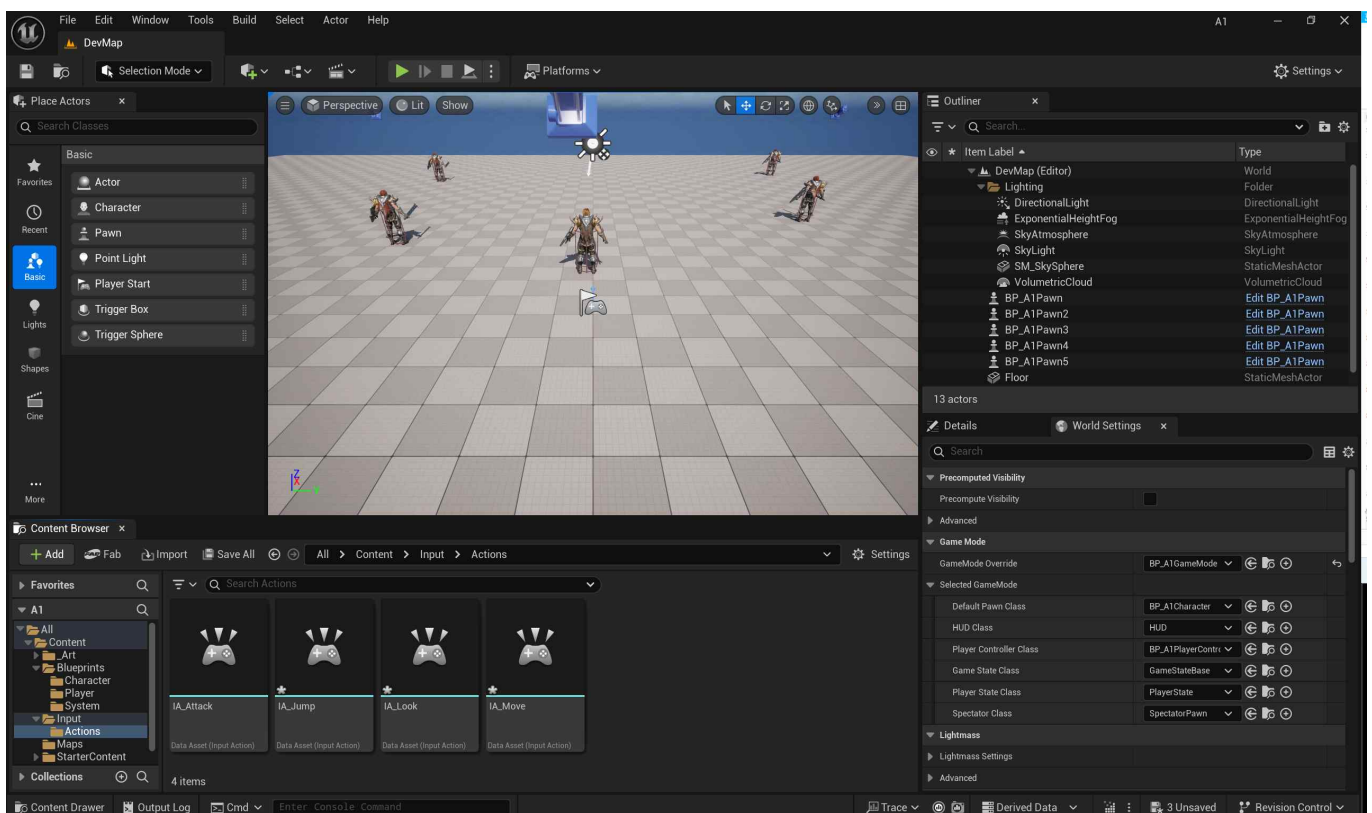 File Edit Window Tools Build Select Actor Help
A1
DevMap
Selection Mode
Platforms
Settings
Place Actors
Search Classes
Basic
Favorites
Recent
Basic
Lights
Shapes
Cine
More
Actor
Character
Pawn
Point Light
Player Start
Trigger Box
Trigger Sphere
Perspective
Lit
Show
Z
X
Outliner
Search...
Item Label
Type
DevMap (Editor) World
Lighting Folder
DirectionalLight DirectionalLight
ExponentialHeightFog ExponentialHeightFog
SkyAtmosphere SkyAtmosphere
SkyLight SkyLight
SM_SkySphere StaticMeshActor
VolumetricCloud VolumetricCloud
BP_A1Pawn Edit BP_A1Pawn
BP_A1Pawn2 Edit BP_A1Pawn
BP_A1Pawn3 Edit BP_A1Pawn
BP_A1Pawn4 Edit BP_A1Pawn
BP_A1Pawn5 Edit BP_A1Pawn
Floor StaticMeshActor
13 actors
Details
World Settings
Search
Precomputed Visibility
Precompute Visibility
Advanced
Game Mode
GameMode Override BP_A1GameMode
Selected GameMode
Default Pawn Class BP_A1Character
HUD Class HUD
Player Controller Class BP_A1PlayerContr
Game State Class GameStateBase
Player State Class PlayerState
Spectator Class SpectatorPawn
Lightmass
Lightmass Settings
Advanced
Content Browser
Add
Fab
Import
Save All
All > Content > Input > Actions
Settings
Favorites
A1
All
Content
_Art
Blueprints
Character
Player
System
Input
Actions
Maps
StarterContent
Collections
Search Actions
IA_Attack
Data Asset (Input Action)
IA_Jump
Data Asset (Input Action)
IA_Look
Data Asset (Input Action)
IA_Move
Data Asset (Input Action)
4 items
Content Drawer
Output Log
Cmd
Enter Console Command
Trace
Derived Data
3 Unsaved
Revision Control